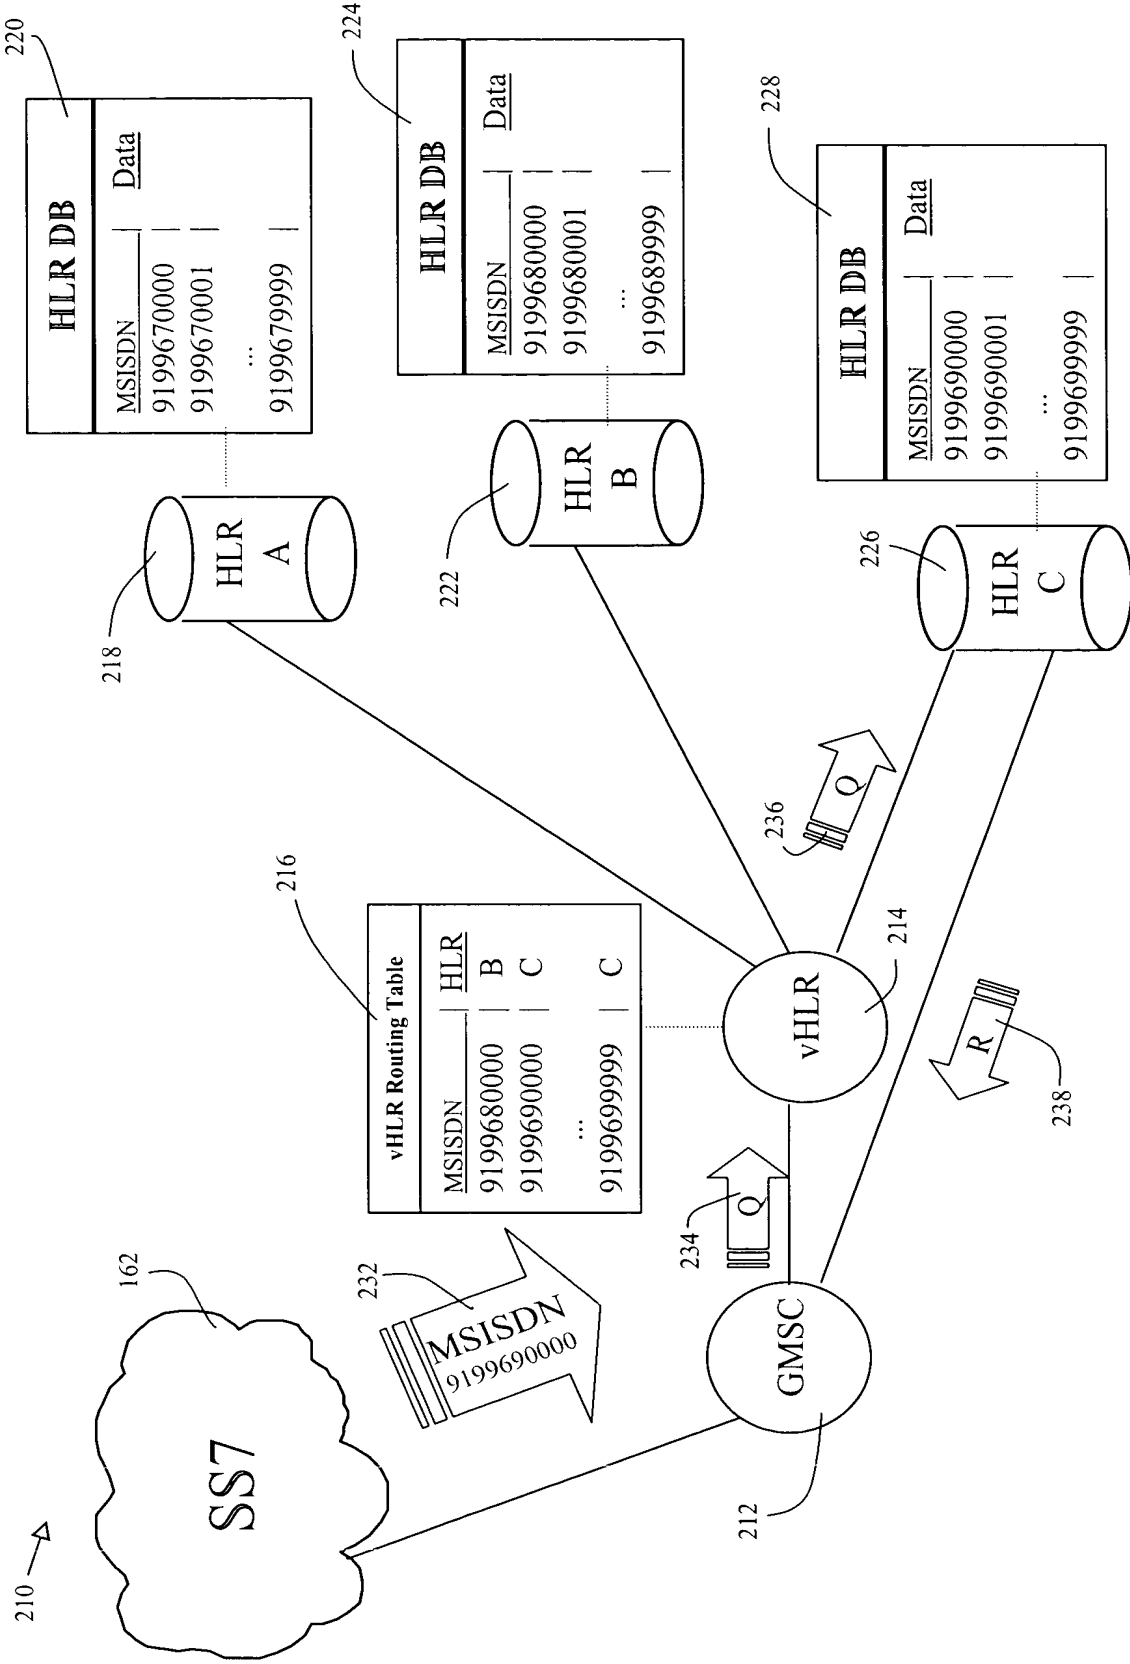 210
SS7
162
212
GMSC
232
MSISDN
9199690000
234
Q
vHLR Routing Table
MSISDN | HLR
9199680000 | B
9199690000 | C
...
9199699999 | C
216
vHLR
214
236
Q
R
238
218
HLR
A
HLR DB
MSISDN | Data
9199670000 |
9199670001 |
...
9199679999 |
220
222
HLR
B
HLR DB
MSISDN | Data
9199680000 |
9199680001 |
...
9199689999 |
224
226
HLR
C
HLR DB
MSISDN | Data
9199690000 |
9199690001 |
...
9199699999 |
228